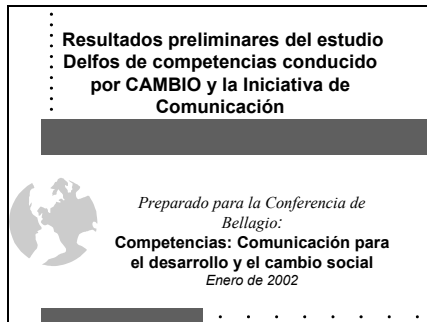 Resultados preliminares del estudio
Delfos de competencias conducido
por CAMBIO y la Iniciativa de
Comunicación
Preparado para la Conferencia de
Bellagio:
Competencias: Comunicación para
el desarrollo y el cambio social
Enero de 2002